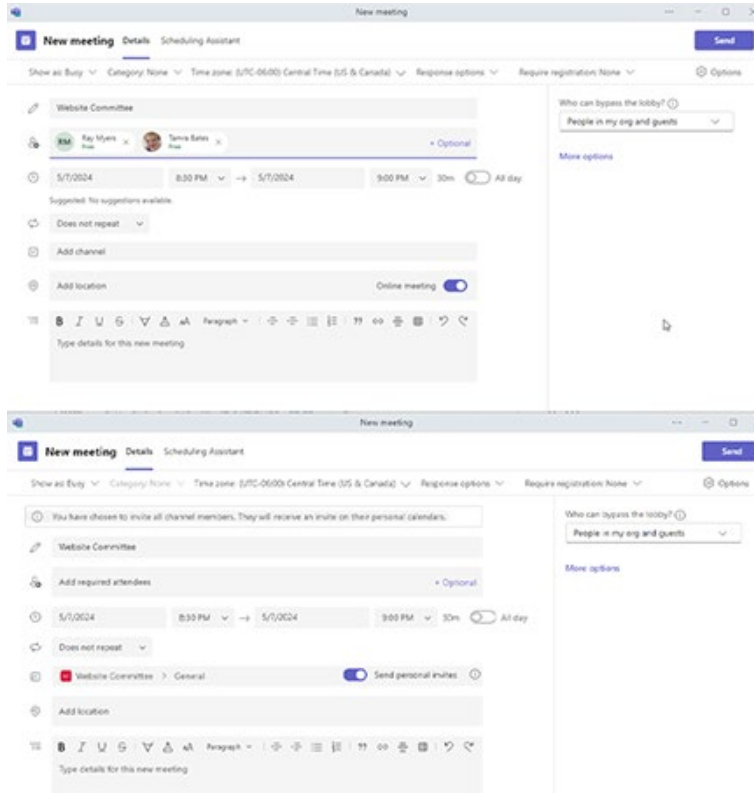 New meeting
New meeting Details Scheduling Assistant Send
Show as: Busy Category: None Time zone: (UTC-06:00) Central Time (US & Canada) Response options Require registration: None Options
Website Committee
Who can bypass the lobby?
People in my org and guests
RM Ray Myers Free Tamra Bates Free + Optional
More options
5/7/2024 8:30 PM → 5/7/2024 9:00 PM 30m All day
Suggested: No suggestions available.
Does not repeat
Add channel
Add location Online meeting
B I U S AA Paragraph
Type details for this new meeting
New meeting
New meeting Details Scheduling Assistant Send
Show as: Busy Category: None Time zone: (UTC-06:00) Central Time (US & Canada) Response options Require registration: None Options
You have chosen to invite all channel members. They will receive an invite on their personal calendars.
Who can bypass the lobby?
People in my org and guests
Website Committee
More options
Add required attendees + Optional
5/7/2024 8:30 PM → 5/7/2024 9:00 PM 30m All day
Does not repeat
Website Committee > General Send personal invites
Add location
B I U S AA Paragraph
Type details for this new meeting